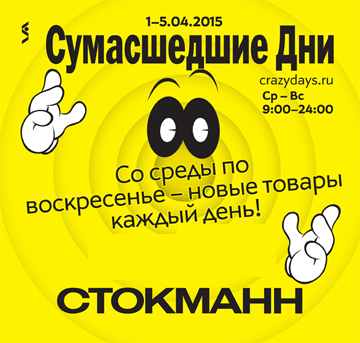 1–5.04.2015
Сумасшедшие Дни
crazydays.ru
Ср – Вс
9:00–24:00
Со среды по
воскресенье – новые товары
каждый день!
СТОКМАНН